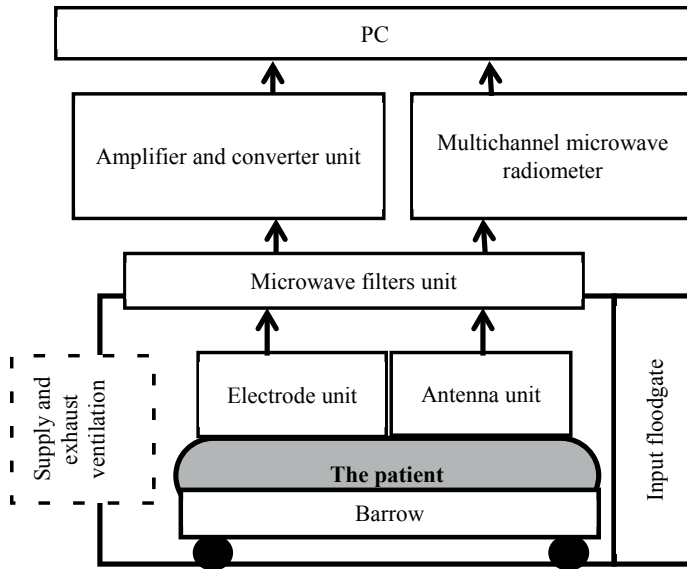 PC
Amplifier and converter unit
Multichannel microwave
radiometer
Microwave filters unit
Supply and
exhaust
ventilation
Electrode unit
Antenna unit
Input floodgate
The patient
Barrow